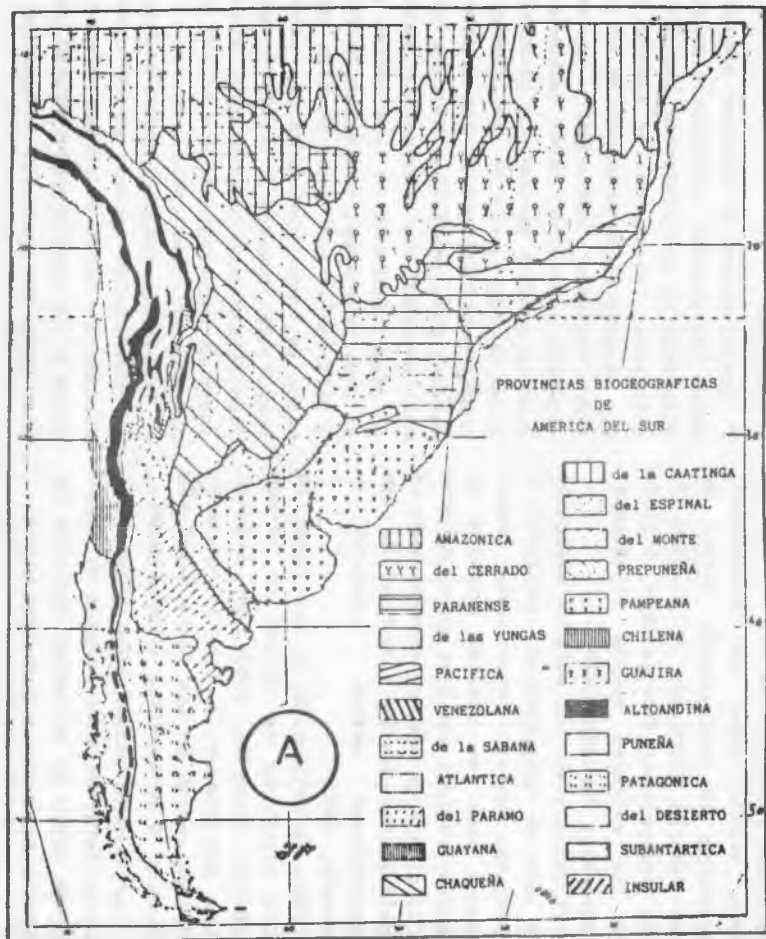 PROVINCIAS BIOGEOGRAFICAS
DE
AMERICA DEL SUR
de la CAATINGA
del ESPINAL
AMAZONICA
del MONTE
del CERRADO
PREPUNEÑA
PARANENSE
PAMPEANA
de las YUNGAS
CHILENA
PACIFICA
GUAJIRA
VENEZOLANA
ALTOANDINA
de la SABANA
PUNEÑA
ATLANTICA
PATAGONICA
del PARAMO
del DESIERTO
GUAYANA
SUBANTARTICA
CHAQUEÑA
INSULAR
A